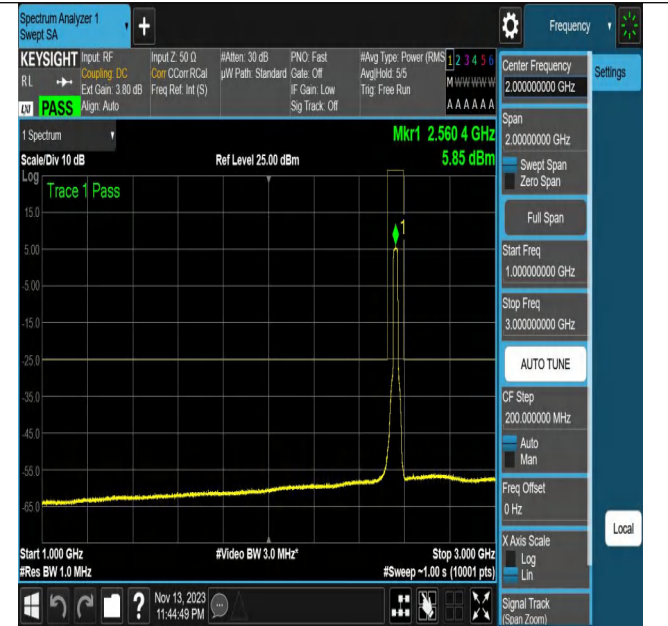 Spectrum Analyzer 1
Swept SA
Frequency
KEYSIGHT Input: RF Input Z: 50 Ω #Atten: 30 dB PNO: Fast #Avg Type: Power (RMS 1 2 3 4 5 6
RL Coupling: DC Corr CCorr RCal µW Path: Standard Gate: Off Avg|Hold: 5/5 M W W W W W
Ext Gain: 3.80 dB Freq Ref: Int (S) IF Gain: Low Trig: Free Run
LXI PASS Align: Auto Sig Track: Off A A A A A A
1 Spectrum
Mkr1 2.560 4 GHz
Scale/Div 10 dB Ref Level 25.00 dBm 5.85 dBm
Log
Trace 1 Pass
1
15.0
5.00
-5.00
-15.0
-25.0
-35.0
-45.0
-55.0
-65.0
Start 1.000 GHz #Video BW 3.0 MHz* Stop 3.000 GHz
#Res BW 1.0 MHz #Sweep ~1.00 s (10001 pts)
Center Frequency
2.000000000 GHz
Settings
Span
2.00000000 GHz
Swept Span
Zero Span
Full Span
Start Freq
1.000000000 GHz
Stop Freq
3.000000000 GHz
AUTO TUNE
CF Step
200.000000 MHz
Auto
Man
Freq Offset
0 Hz
X Axis Scale
Log
Lin
Local
Signal Track
(Span Zoom)
? Nov 13, 2023
11:44:49 PM